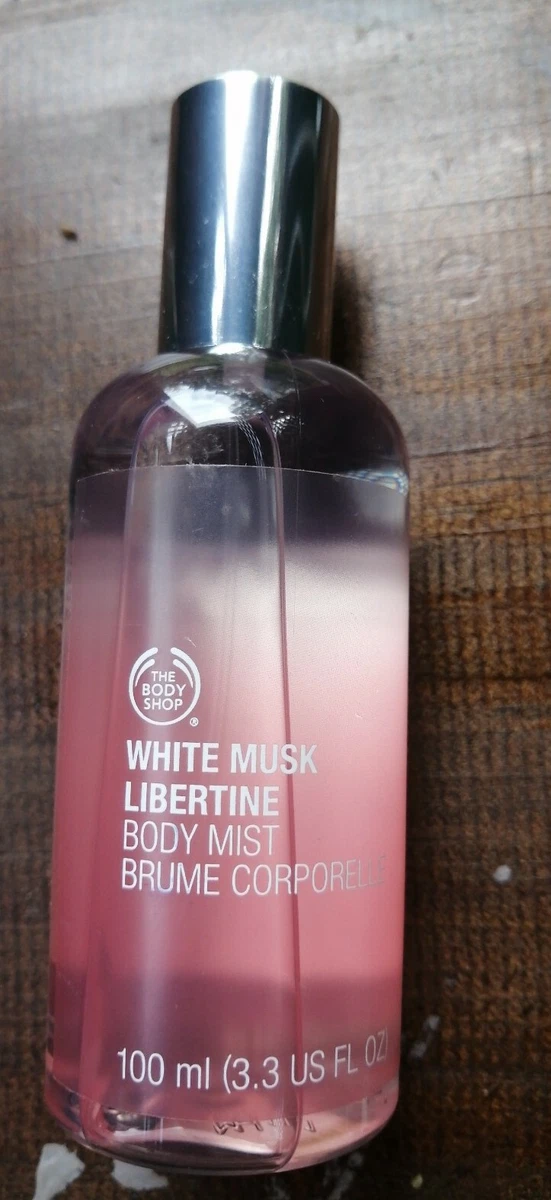 THE
BODY
SHOP
®
WHITE MUSK
LIBERTINE
BODY MIST
BRUME CORPORELLE
100 ml (3.3 US FL OZ)